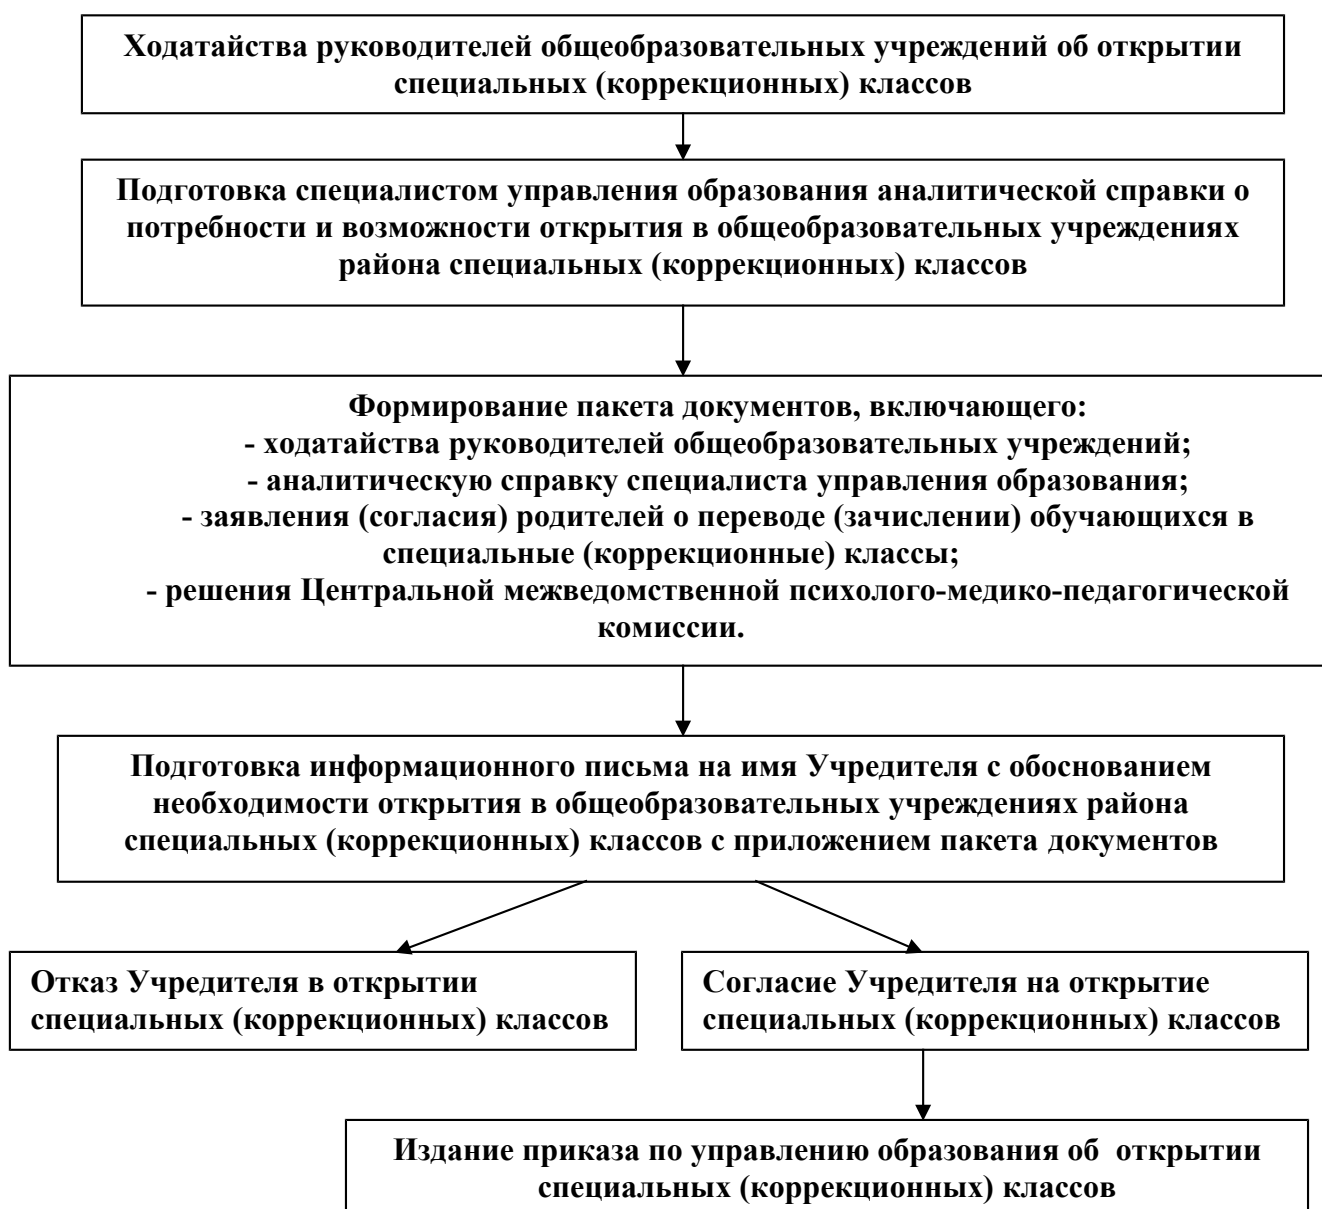 Ходатайства руководителей общеобразовательных учреждений об открытии
специальных (коррекционных) классов
Подготовка специалистом управления образования аналитической справки о
потребности и возможности открытия в общеобразовательных учреждениях
района специальных (коррекционных) классов
Формирование пакета документов, включающего:
- ходатайства руководителей общеобразовательных учреждений;
- аналитическую справку специалиста управления образования;
- заявления (согласия) родителей о переводе (зачислении) обучающихся в
специальные (коррекционные) классы;
- решения Центральной межведомственной психолого-медико-педагогической
комиссии.
Подготовка информационного письма на имя Учредителя с обоснованием
необходимости открытия в общеобразовательных учреждениях района
специальных (коррекционных) классов с приложением пакета документов
Отказ Учредителя в открытии
специальных (коррекционных) классов
Согласие Учредителя на открытие
специальных (коррекционных) классов
Издание приказа по управлению образования об открытии
специальных (коррекционных) классов